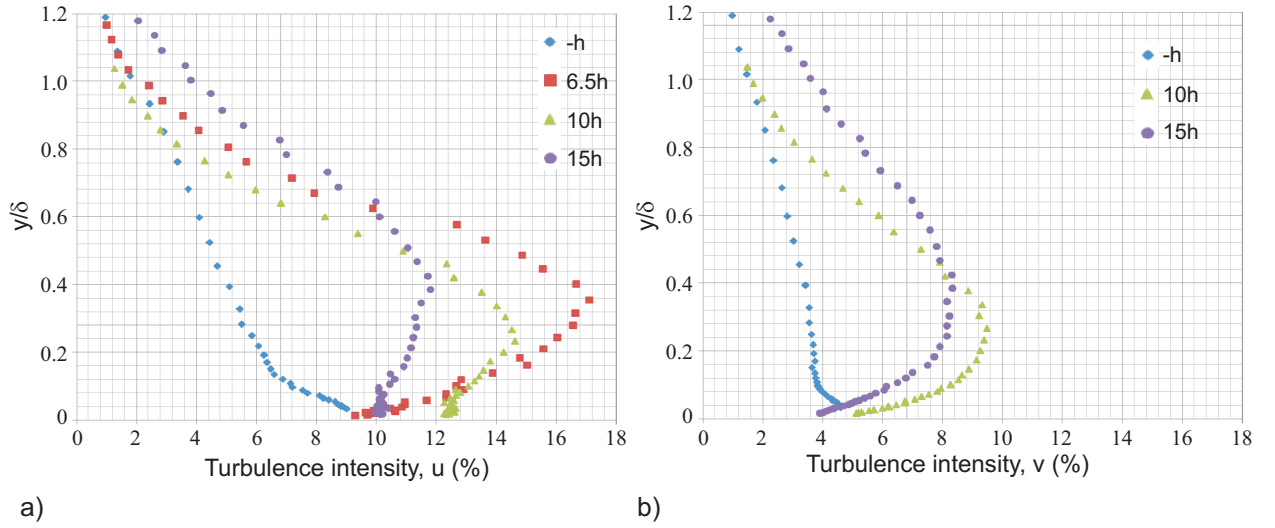 1.2
1.0
0.8
0.6
0.4
0.2
0
y/δ
0 2 4 6 8 10 12 14 16 18
Turbulence intensity, u (%)
-h
6.5h
10h
15h
a)
1.2
1.0
0.8
0.6
0.4
0.2
0
y/δ
0 2 4 6 8 10 12 14 16 18
Turbulence intensity, v (%)
-h
10h
15h
b)